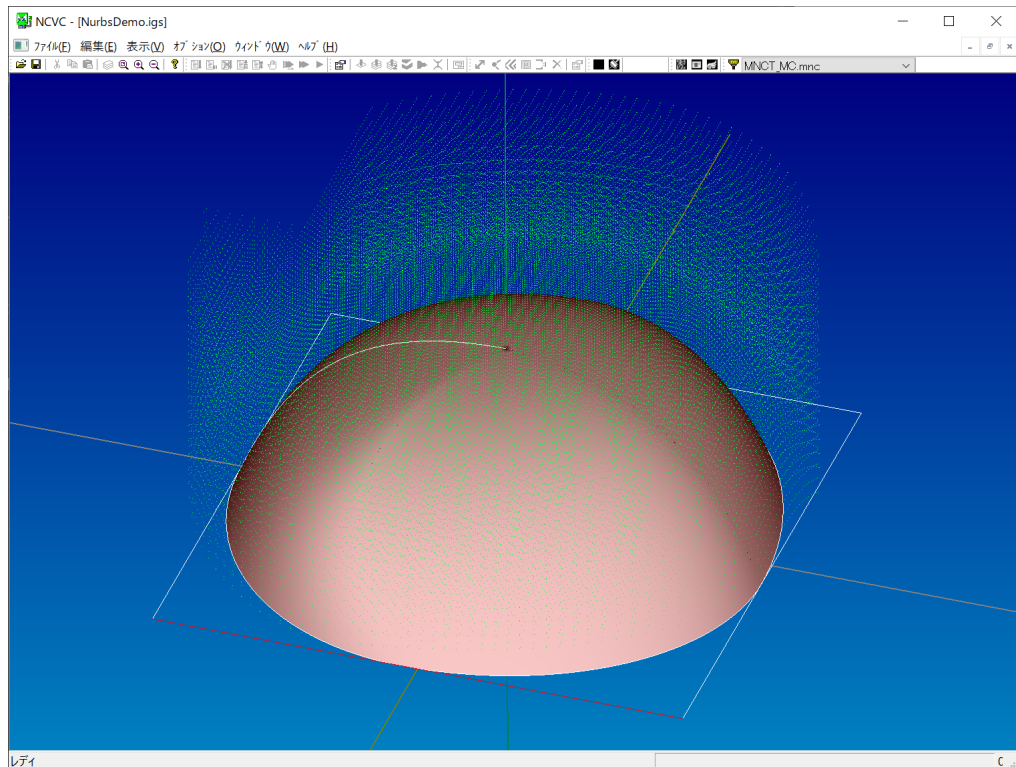 NCVC - [NurbsDemo.igs]
ﾌｧｲﾙ(F) 編集(E) 表示(V) ｵﾌﾟｼｮﾝ(O) ｳｨﾝﾄﾞｳ(W) ﾍﾙﾌﾟ(H)
MNCT_MC.mnc
レディ
C